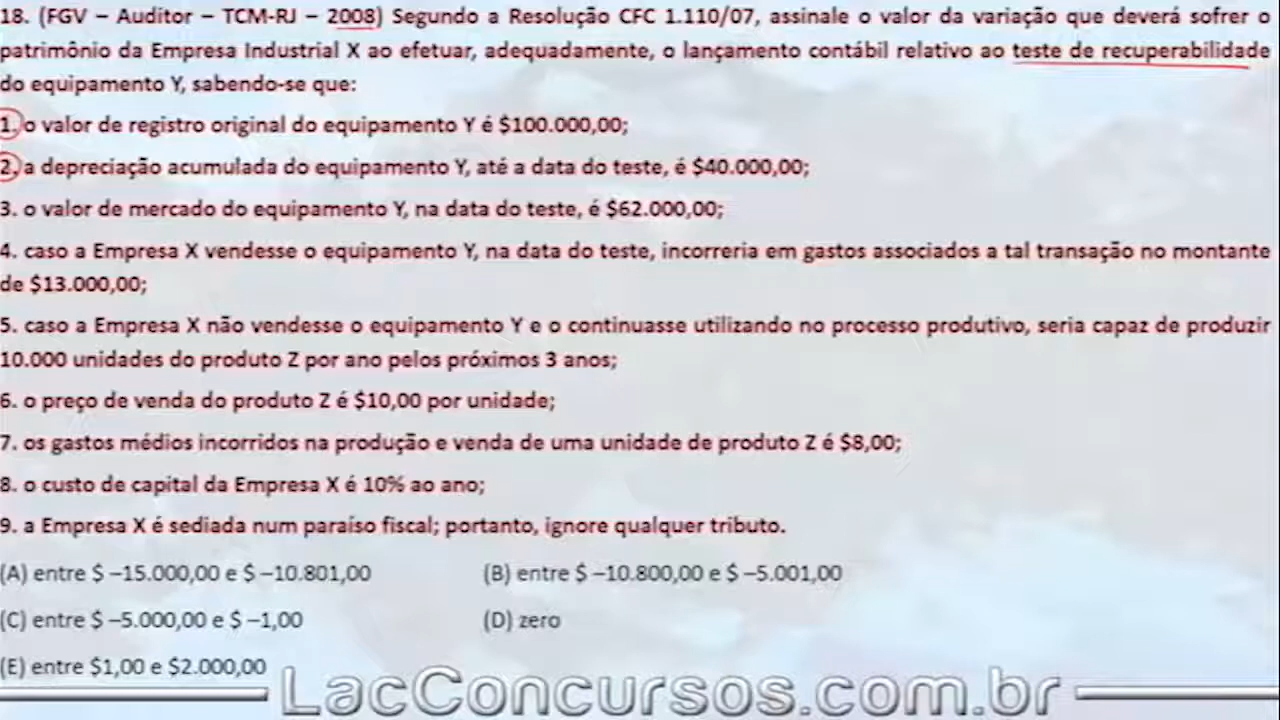 18. (FGV – Auditor – TCM-RJ – 2008) Segundo a Resolução CFC 1.110/07, assinale o valor da variação que deverá sofrer o
patrimônio da Empresa Industrial X ao efetuar, adequadamente, o lançamento contábil relativo ao teste de recuperabilidade
do equipamento Y, sabendo-se que:
1. o valor de registro original do equipamento Y é $100.000,00;
2. a depreciação acumulada do equipamento Y, até a data do teste, é $40.000,00;
3. o valor de mercado do equipamento Y, na data do teste, é $62.000,00;
4. caso a Empresa X vendesse o equipamento Y, na data do teste, incorreria em gastos associados a tal transação no montante
de $13.000,00;
5. caso a Empresa X não vendesse o equipamento Y e o continuasse utilizando no processo produtivo, seria capaz de produzir
10.000 unidades do produto Z por ano pelos próximos 3 anos;
6. o preço de venda do produto Z é $10,00 por unidade;
7. os gastos médios incorridos na produção e venda de uma unidade de produto Z é $8,00;
8. o custo de capital da Empresa X é 10% ao ano;
9. a Empresa X é sediada num paraíso fiscal; portanto, ignore qualquer tributo.
(A) entre $ –15.000,00 e $ –10.801,00 (B) entre $ –10.800,00 e $ –5.001,00
(C) entre $ –5.000,00 e $ –1,00 (D) zero
(E) entre $1,00 e $2.000,00
LacConcursos.com.br